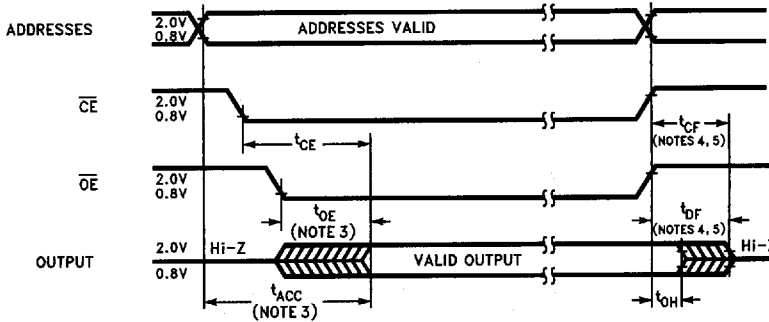 ADDRESSES
2.0V
0.8V
ADDRESSES VALID
CE
2.0V
0.8V
tCE
tCF
(NOTES 4, 5)
OE
2.0V
0.8V
tOE
(NOTE 3)
tDF
(NOTES 4, 5)
OUTPUT
2.0V
0.8V
Hi-Z
VALID OUTPUT
Hi-Z
tACC
(NOTE 3)
tOH